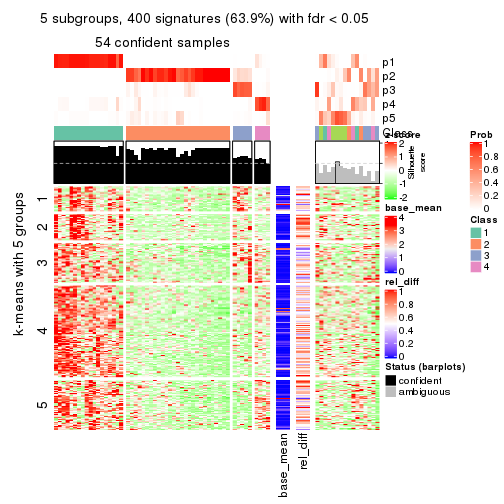 5 subgroups, 400 signatures (63.9%) with fdr < 0.05
54 confident samples
p1
p2
p3
p4
p5
Class
k-means with 5 groups
1
2
3
4
5
base_mean
rel_diff
Silhouette
score
z-score
2
1
0
-1
-2
base_mean
4
3
2
1
0
rel_diff
1
0.8
0.6
0.4
0.2
0
Status (barplots)
confident
ambiguous
Prob
1
0.8
0.6
0.4
0.2
0
Class
1
2
3
4